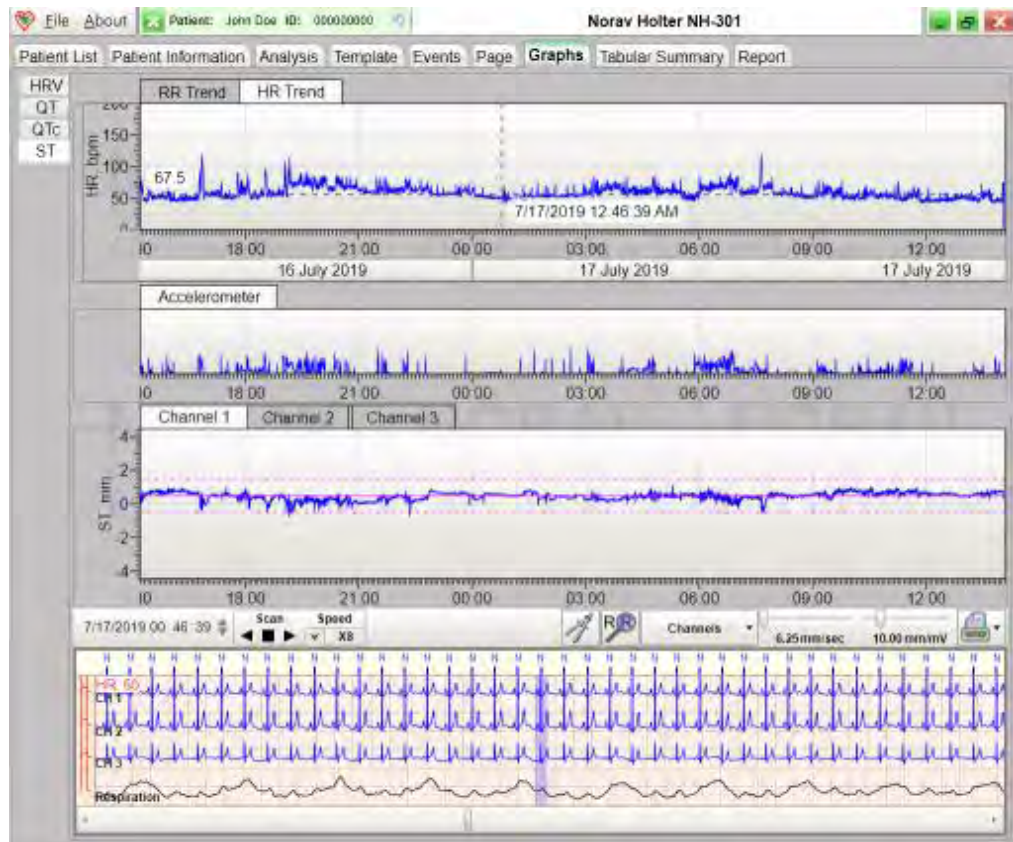 File About Patient: John Doe ID: 000000000 Norav Holter NH-301
Patient List Patient Information Analysis Template Events Page Graphs Tabular Summary Report
HRV
QT
QTc
ST
RR Trend HR Trend
HR, bpm
200
150
100
50
0
67.5
7/17/2019 12:46:39 AM
18:00 21:00 00:00 03:00 06:00 09:00 12:00
16 July 2019 17 July 2019 17 July 2019
Accelerometer
18:00 21:00 00:00 03:00 06:00 09:00 12:00
Channel 1 Channel 2 Channel 3
ST, mm
4
2
0
-2
-4
18:00 21:00 00:00 03:00 06:00 09:00 12:00
7/17/2019 00:46:39 Scan Speed
v X8 R R Channels 6.25mm/sec 10.00 mm/mV
N N N N N N N N N N N N N N N N N N N N N N N N N N N N N N N N N N N N N N N
HR 60
CH 1
CH 2
CH 3
Respiration